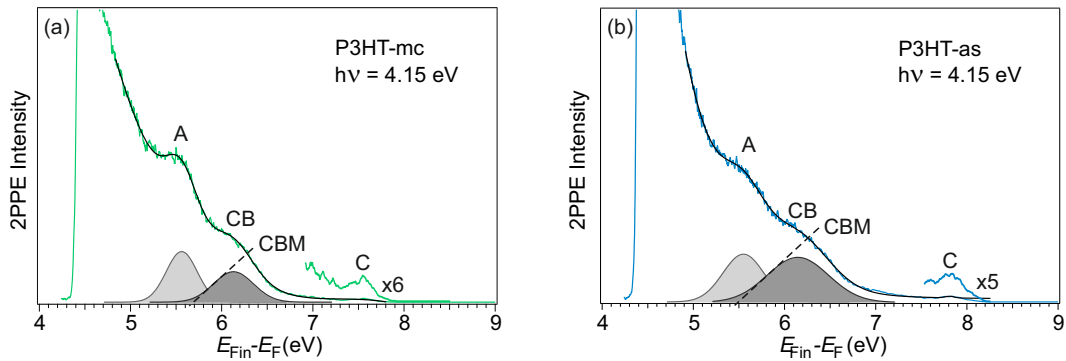 (a)
P3HT-mc
hν = 4.15 eV
A
CB
CBM
C
x6
2PPE Intensity
4 5 6 7 8 9
E_Fin-E_F (eV)
(b)
P3HT-as
hν = 4.15 eV
A
CB
CBM
C
x5
2PPE Intensity
4 5 6 7 8 9
E_Fin-E_F (eV)